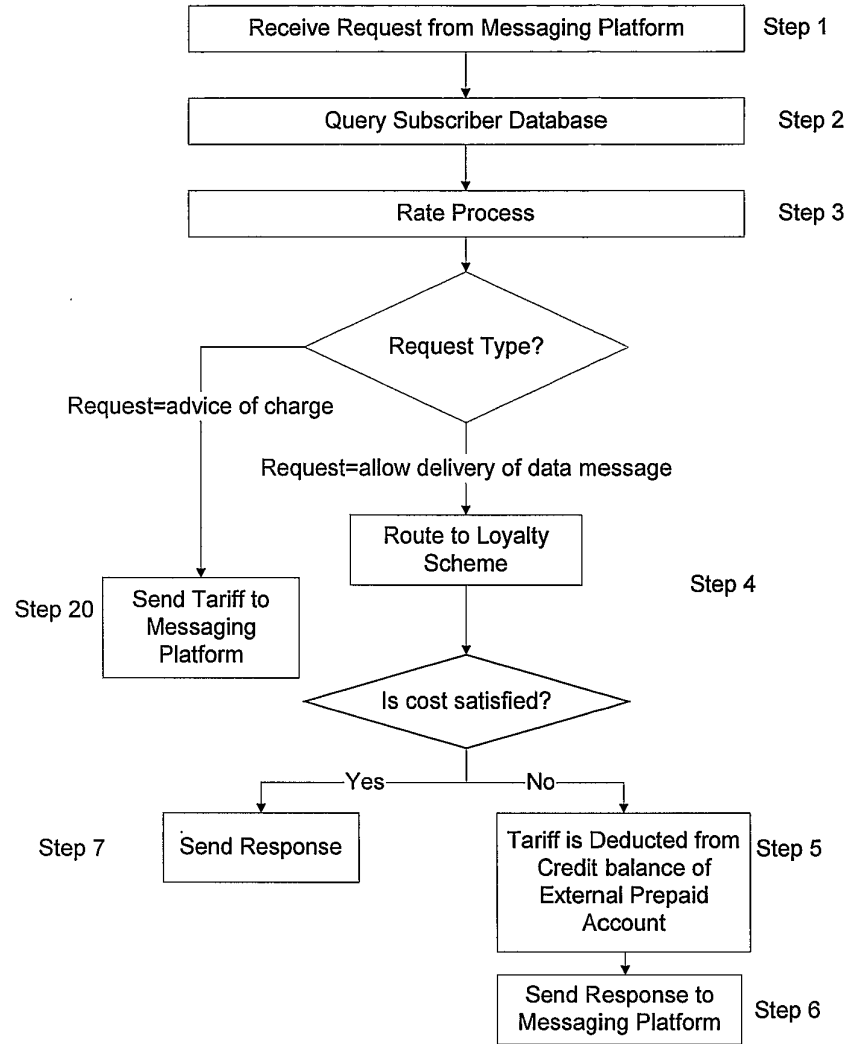 Receive Request from Messaging Platform
Step 1
Query Subscriber Database
Step 2
Rate Process
Step 3
Request Type?
Request=advice of charge
Request=allow delivery of data message
Route to Loyalty
Scheme
Step 4
Step 20
Send Tariff to
Messaging
Platform
Is cost satisfied?
Yes
No
Step 7
Send Response
Tariff is Deducted from
Credit balance of
External Prepaid
Account
Step 5
Send Response to
Messaging Platform
Step 6